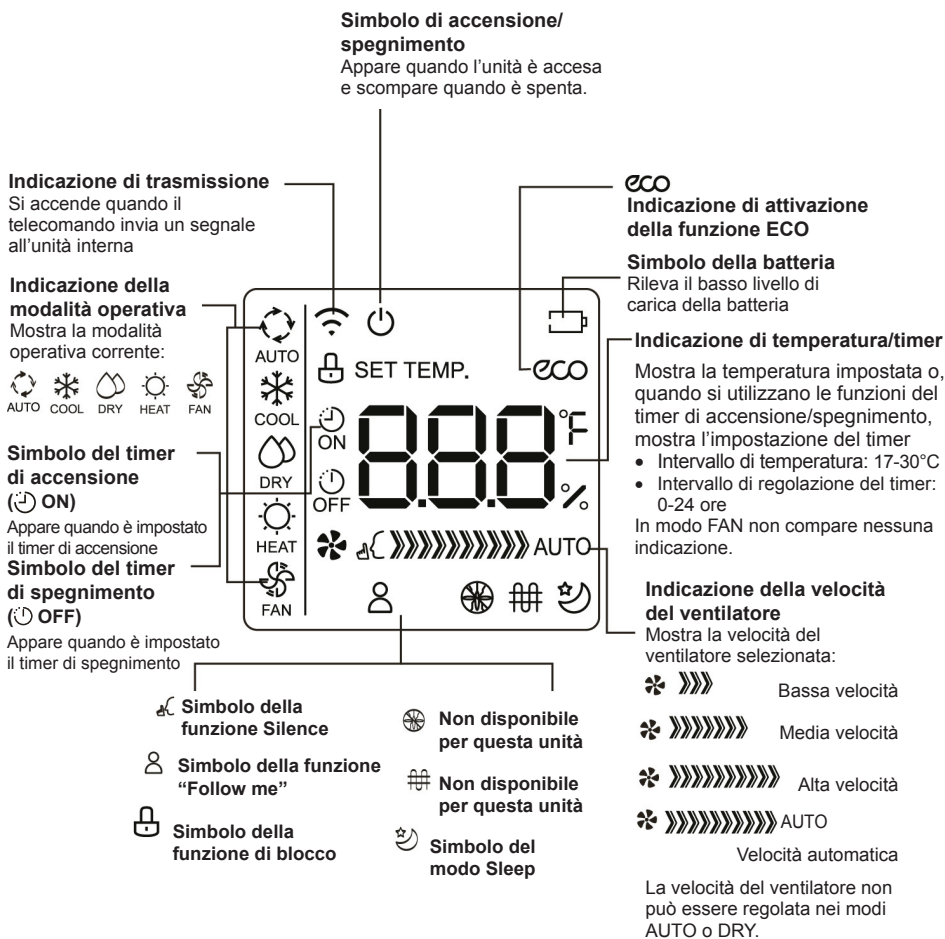 Simbolo di accensione/
spegnimento
Appare quando l'unità è accesa
e scompare quando è spenta.
Indicazione di trasmissione
Si accende quando il
telecomando invia un segnale
all'unità interna
Indicazione della
modalità operativa
Mostra la modalità
operativa corrente:
AUTO COOL DRY HEAT FAN
Simbolo del timer
di accensione
( ON)
Appare quando è impostato
il timer di accensione
Simbolo del timer
di spegnimento
( OFF)
Appare quando è impostato
il timer di spegnimento
AUTO
COOL
DRY
HEAT
FAN
SET TEMP.
eco
ON
OFF
8.8.8
°F
%
AUTO
eco
Indicazione di attivazione
della funzione ECO
Simbolo della batteria
Rileva il basso livello di
carica della batteria
Indicazione di temperatura/timer
Mostra la temperatura impostata o,
quando si utilizzano le funzioni del
timer di accensione/spegnimento,
mostra l'impostazione del timer
• Intervallo di temperatura: 17-30°C
• Intervallo di regolazione del timer:
0-24 ore
In modo FAN non compare nessuna
indicazione.
Indicazione della velocità
del ventilatore
Mostra la velocità del
ventilatore selezionata:
Bassa velocità
Media velocità
Alta velocità
AUTO
Velocità automatica
La velocità del ventilatore non
può essere regolata nei modi
AUTO o DRY.
Simbolo della
funzione Silence
Simbolo della funzione
“Follow me”
Simbolo della
funzione di blocco
Non disponibile
per questa unità
Non disponibile
per questa unità
Simbolo del
modo Sleep